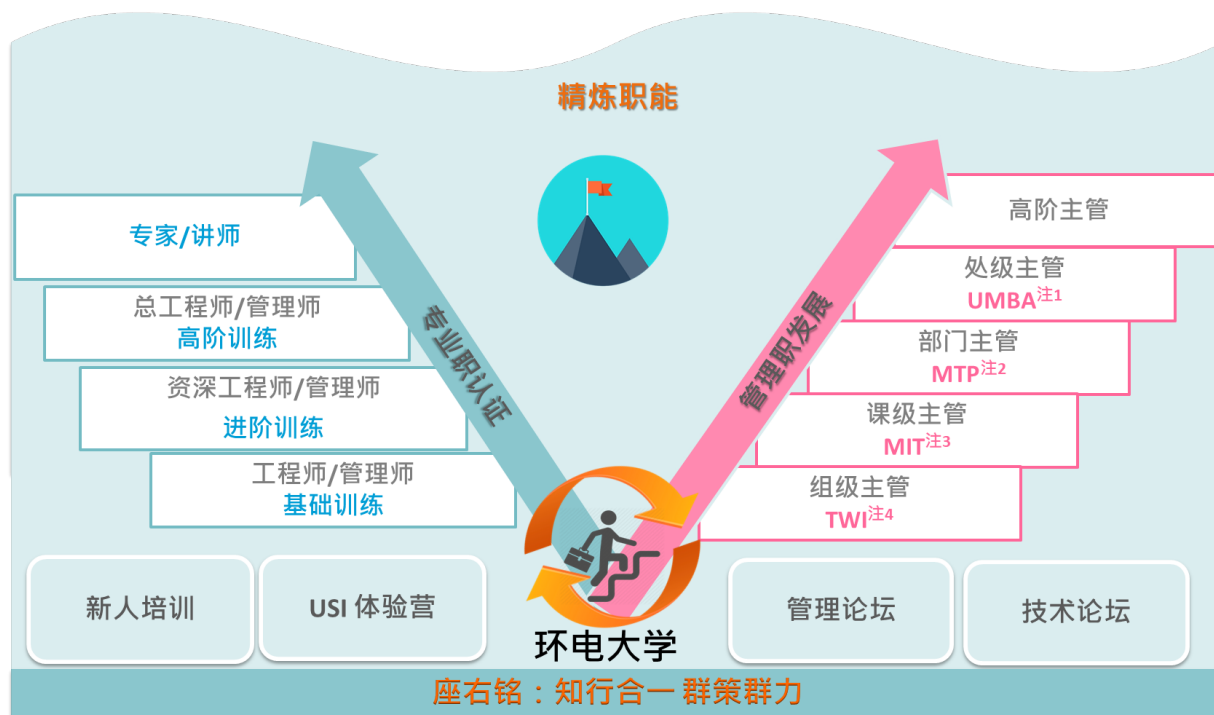 精炼职能
专业职认证
专家/讲师
总工程师/管理师
高阶训练
资深工程师/管理师
进阶训练
工程师/管理师
基础训练
管理职发展
高阶主管
处级主管
UMBA注1
部门主管
MTP注2
课级主管
MIT注3
组级主管
TWI注4
新人培训
USI 体验营
环电大学
管理论坛
技术论坛
座右铭：知行合一 群策群力